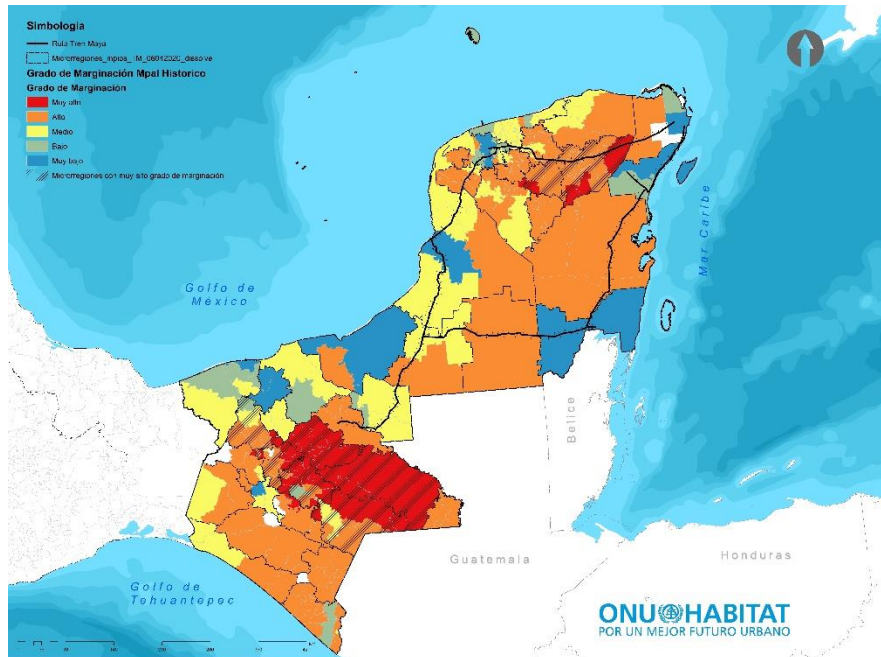 Simbología
Ruta Tren Maya
Microrregiones_mpios_TM_06042020_dissolve
Grado de Marginación Mpal Historico
Grado de Marginación
Muy alto
Alto
Medio
Bajo
Muy bajo
Microrregiones con muy alto grado de marginación
Golfo de
México
Mar Caribe
Belice
Guatemala
Honduras
Golfo de
Tehuantepec
ONU HABITAT
POR UN MEJOR FUTURO URBANO